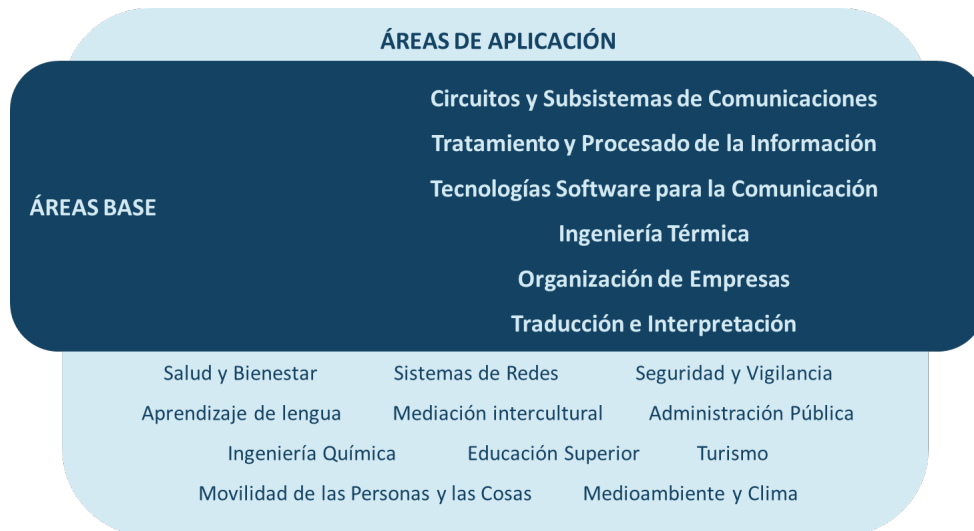 ÁREAS DE APLICACIÓN
Circuitos y Subsistemas de Comunicaciones
Tratamiento y Procesado de la Información
Tecnologías Software para la Comunicación
ÁREAS BASE
Ingeniería Térmica
Organización de Empresas
Traducción e Interpretación
Salud y Bienestar Sistemas de Redes Seguridad y Vigilancia
Aprendizaje de lengua Mediación intercultural Administración Pública
Ingeniería Química Educación Superior Turismo
Movilidad de las Personas y las Cosas Medioambiente y Clima